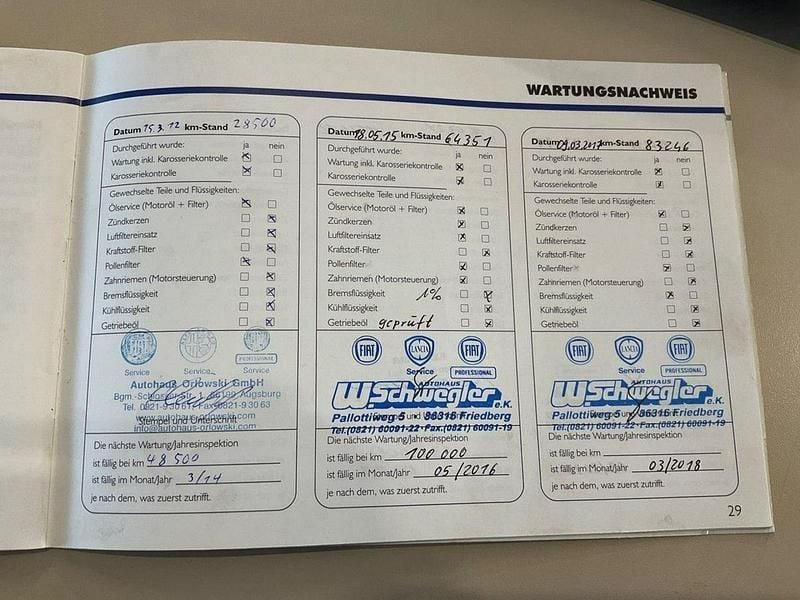 WARTUNGSNACHWEIS
Datum 15.3.12 km-Stand 28500
Durchgeführt wurde: ja nein
Wartung inkl. Karosseriekontrolle
Karosseriekontrolle
Gewechselte Teile und Flüssigkeiten:
Ölservice (Motoröl + Filter)
Zündkerzen
Luftfiltereinsatz
Kraftstoff-Filter
Pollenfilter
Zahnriemen (Motorsteuerung)
Bremsflüssigkeit
Kühlflüssigkeit
Getriebeöl
Service Service Service
PROFESSIONAL
Autohaus Orlowski GmbH
Bgm.-Schlosser-Str. 86199 Augsburg
www.autohaus-orlowski.com
info@autohaus-orlowski.com
Stempel und Unterschrift
Die nächste Wartung/Jahresinspektion
ist fällig bei km 48500
ist fällig im Monat/Jahr 3/14
je nach dem, was zuerst zutrifft.
Datum 18.05.15 km-Stand 64351
Durchgeführt wurde: ja nein
Wartung inkl. Karosseriekontrolle
Karosseriekontrolle
Gewechselte Teile und Flüssigkeiten:
Ölservice (Motoröl + Filter)
Zündkerzen
Luftfiltereinsatz
Kraftstoff-Filter
Pollenfilter
Zahnriemen (Motorsteuerung)
Bremsflüssigkeit 1%
Kühlflüssigkeit
Getriebeöl geprüft
FIAT LANCIA FIAT
Service PROFESSIONAL
AUTOHAUS
W.Schwegler e.K.
Pallottiweg 5 86316 Friedberg
Tel.(0821) 60091-22·Fax.(0821) 60091-19
Die nächste Wartung/Jahresinspektion
ist fällig bei km 100 000
ist fällig im Monat/Jahr 05/2016
je nach dem, was zuerst zutrifft.
Datum 09.03.2017 km-Stand 83246
Durchgeführt wurde: ja nein
Wartung inkl. Karosseriekontrolle
Karosseriekontrolle
Gewechselte Teile und Flüssigkeiten:
Ölservice (Motoröl + Filter)
Zündkerzen
Luftfiltereinsatz
Kraftstoff-Filter
Pollenfilter
Zahnriemen (Motorsteuerung)
Bremsflüssigkeit
Kühlflüssigkeit
Getriebeöl
FIAT LANCIA FIAT
Service PROFESSIONAL
AUTOHAUS
W.Schwegler e.K.
Pallottiweg 5 86316 Friedberg
Tel.(0821) 60091-22·Fax.(0821) 60091-19
Die nächste Wartung/Jahresinspektion
ist fällig bei km
ist fällig im Monat/Jahr 03/2018
je nach dem, was zuerst zutrifft.
29